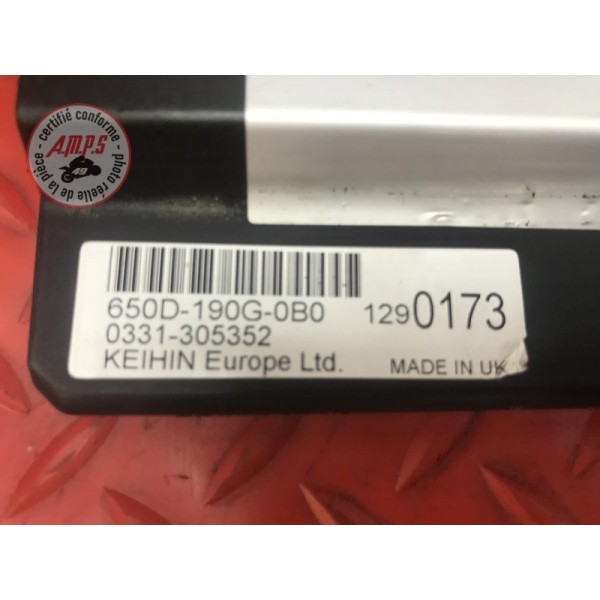 certifié conforme
A.M.P.S
49
photo réelle de la pièce
650D-190G-0B0
1290173
0331-305352
KEIHIN Europe Ltd.
MADE IN UK